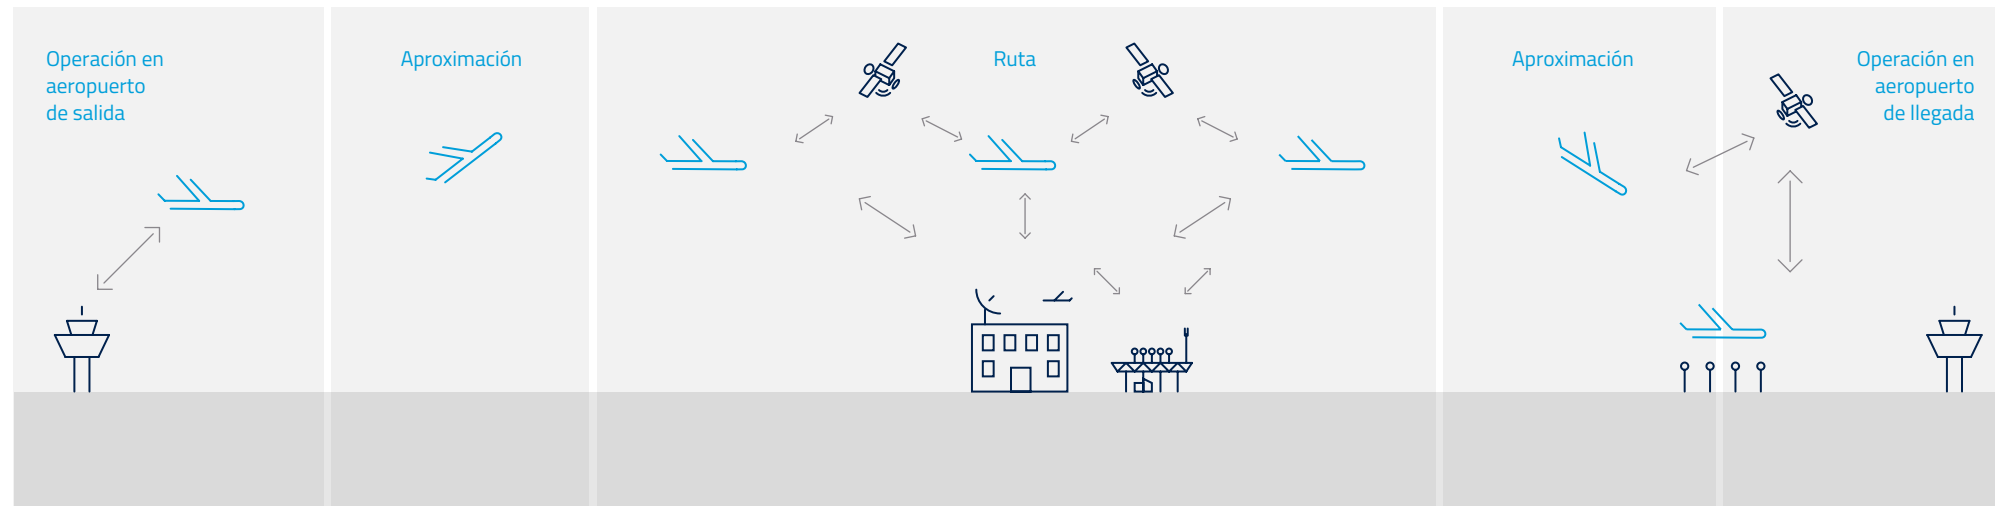 Operación en
aeropuerto
de salida
Aproximación
Ruta
Aproximación
Operación en
aeropuerto
de llegada